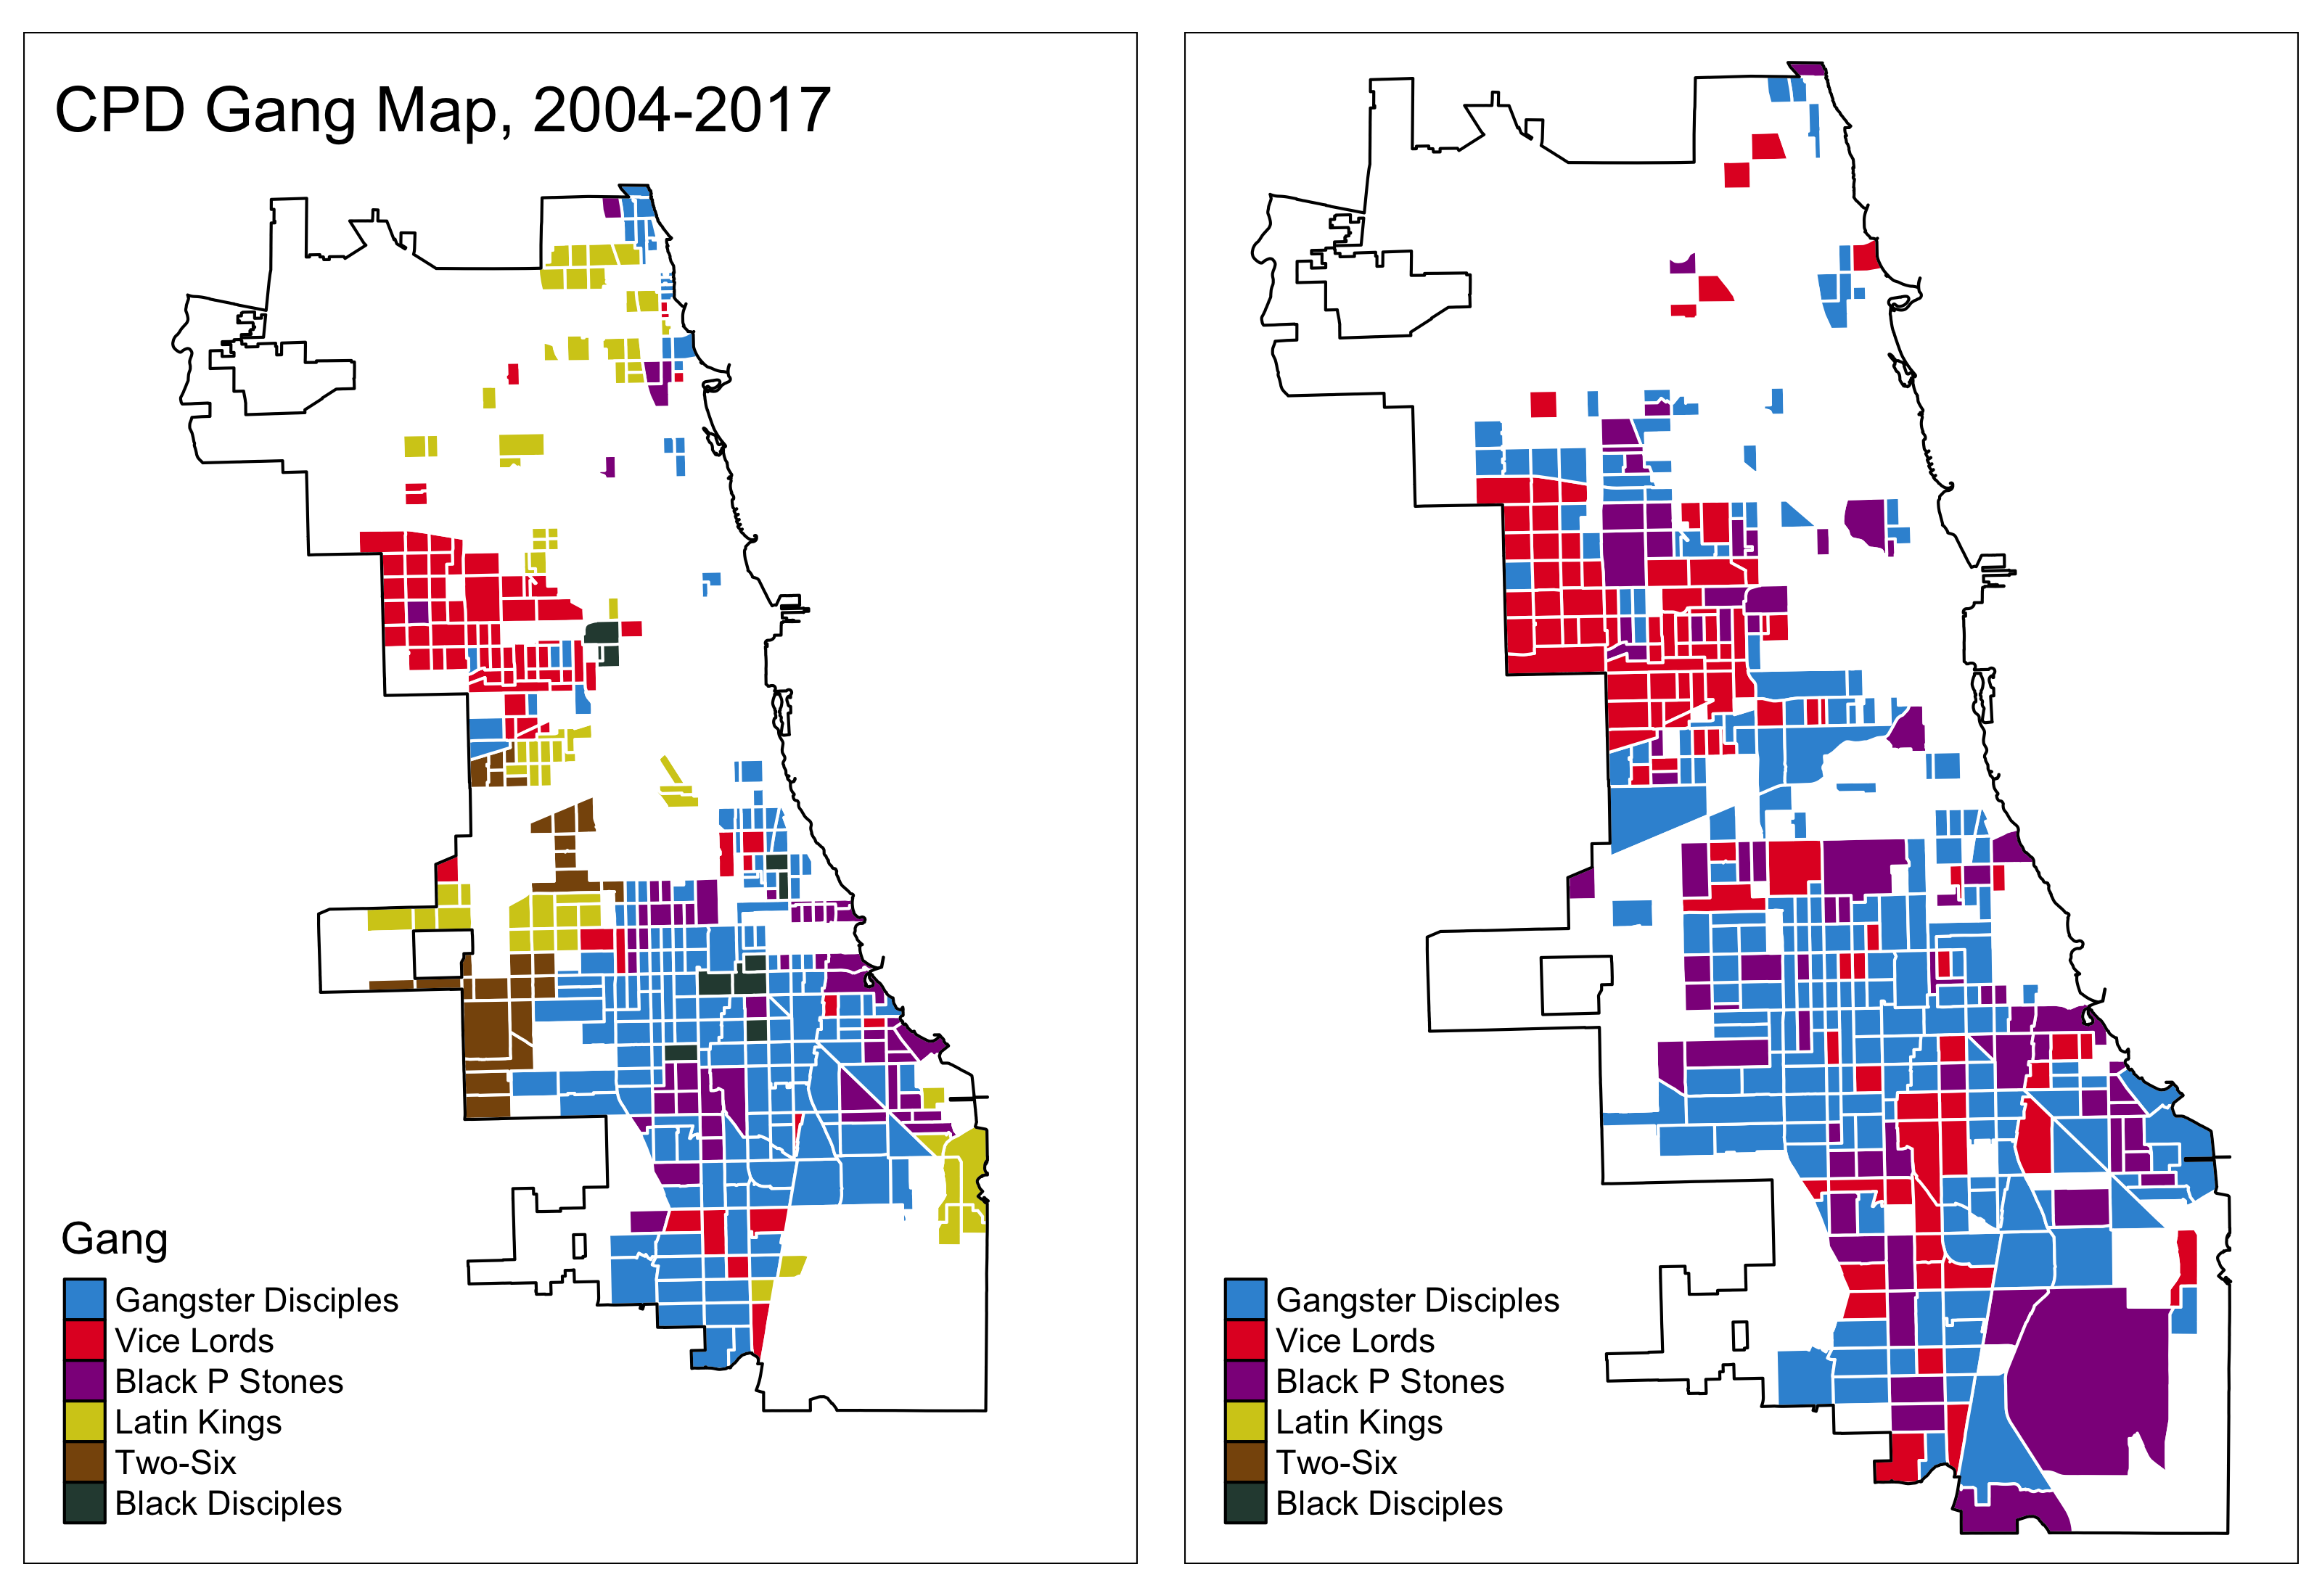 CPD Gang Map, 2004-2017
Gang
Gangster Disciples
Vice Lords
Black P Stones
Latin Kings
Two-Six
Black Disciples
Gangster Disciples
Vice Lords
Black P Stones
Latin Kings
Two-Six
Black Disciples